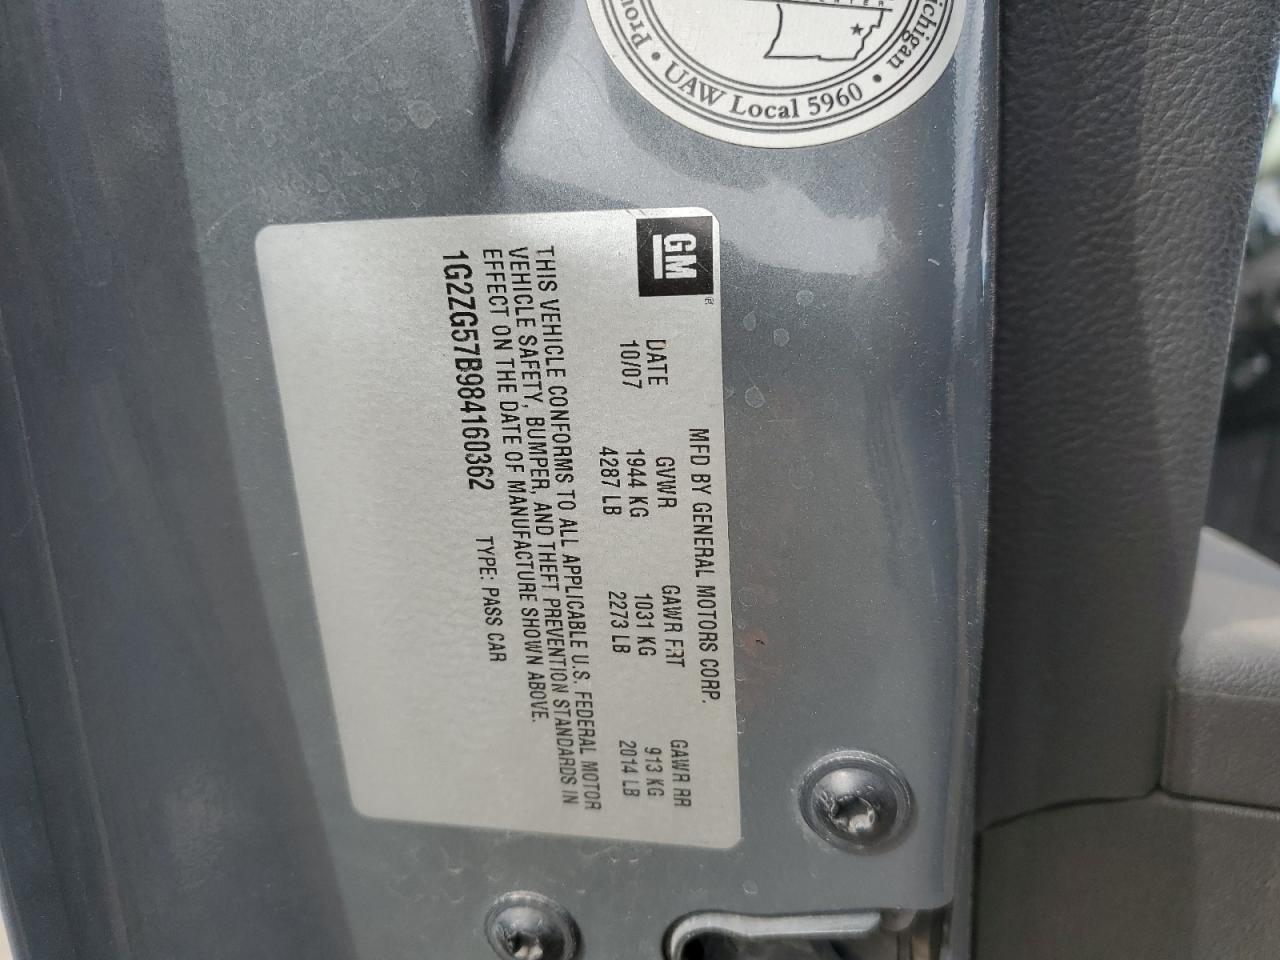 Prou
ENTER
ichigan
• UAW Local 5960 •
GM
MFD BY GENERAL MOTORS CORP.
DATE GVWR GAWR FRT GAWR RR
10/07 1944 KG 1031 KG 913 KG
4287 LB 2273 LB 2014 LB
THIS VEHICLE CONFORMS TO ALL APPLICABLE U.S. FEDERAL MOTOR
VEHICLE SAFETY, BUMPER, AND THEFT PREVENTION STANDARDS IN
EFFECT ON THE DATE OF MANUFACTURE SHOWN ABOVE.
1G2ZG57B984160362 TYPE: PASS CAR